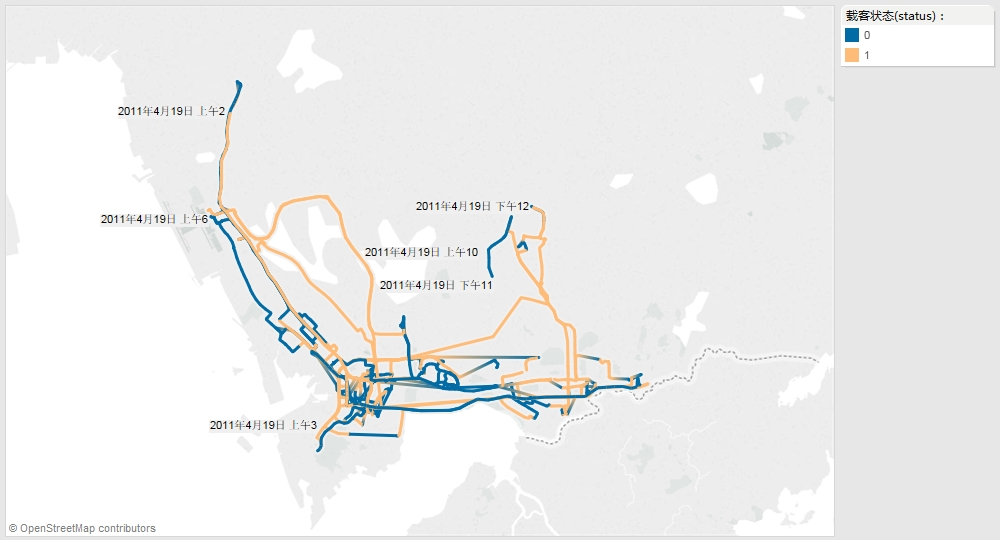 载客状态(status) ：
0
1
2011年4月19日 上午2
2011年4月19日 下午12
2011年4月19日 上午6
2011年4月19日 上午10
2011年4月19日 下午11
2011年4月19日 上午3
© OpenStreetMap contributors